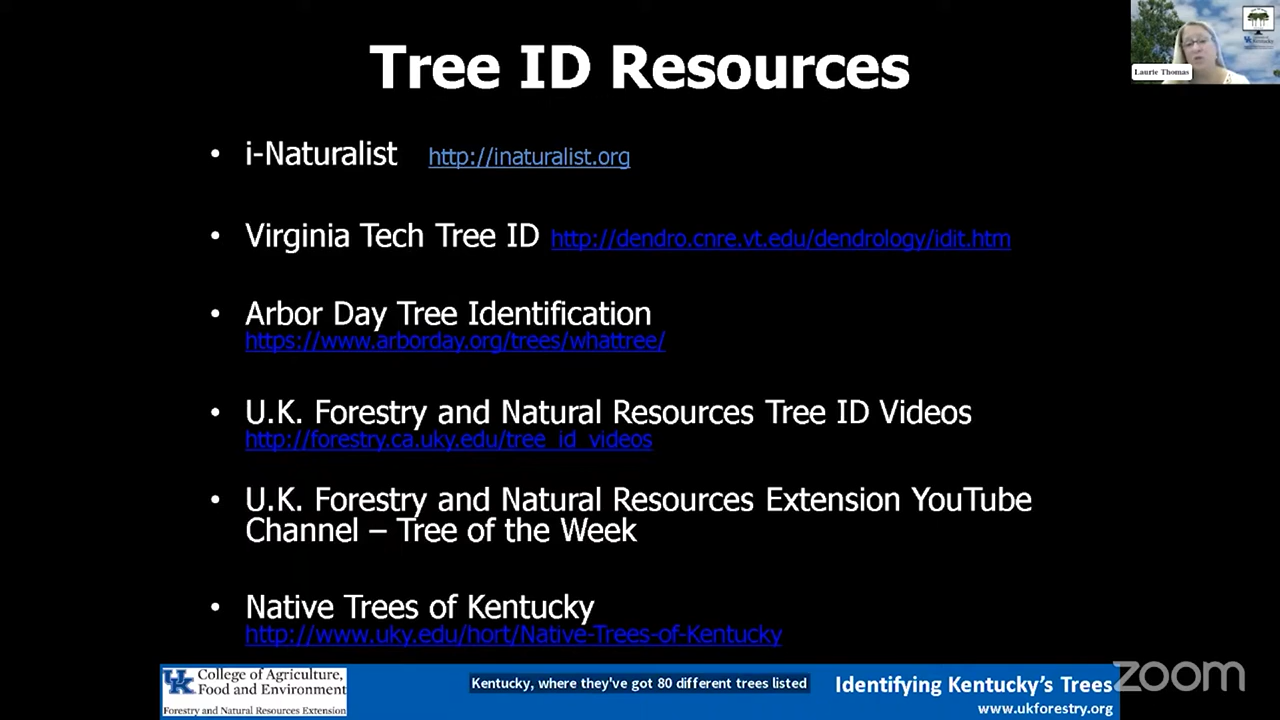 Tree ID Resources
Laurie Thomas
• i-Naturalist http://inaturalist.org
• Virginia Tech Tree ID http://dendro.cnre.vt.edu/dendrology/idit.htm
• Arbor Day Tree Identification
https://www.arborday.org/trees/whattree/
• U.K. Forestry and Natural Resources Tree ID Videos
http://forestry.ca.uky.edu/tree_id_videos
• U.K. Forestry and Natural Resources Extension YouTube
Channel – Tree of the Week
• Native Trees of Kentucky
http://www.uky.edu/hort/Native-Trees-of-Kentucky
UK
College of Agriculture,
Food and Environment
Forestry and Natural Resources Extension
Kentucky, where they've got 80 different trees listed
Identifying Kentucky's Trees
www.ukforestry.org
zoom